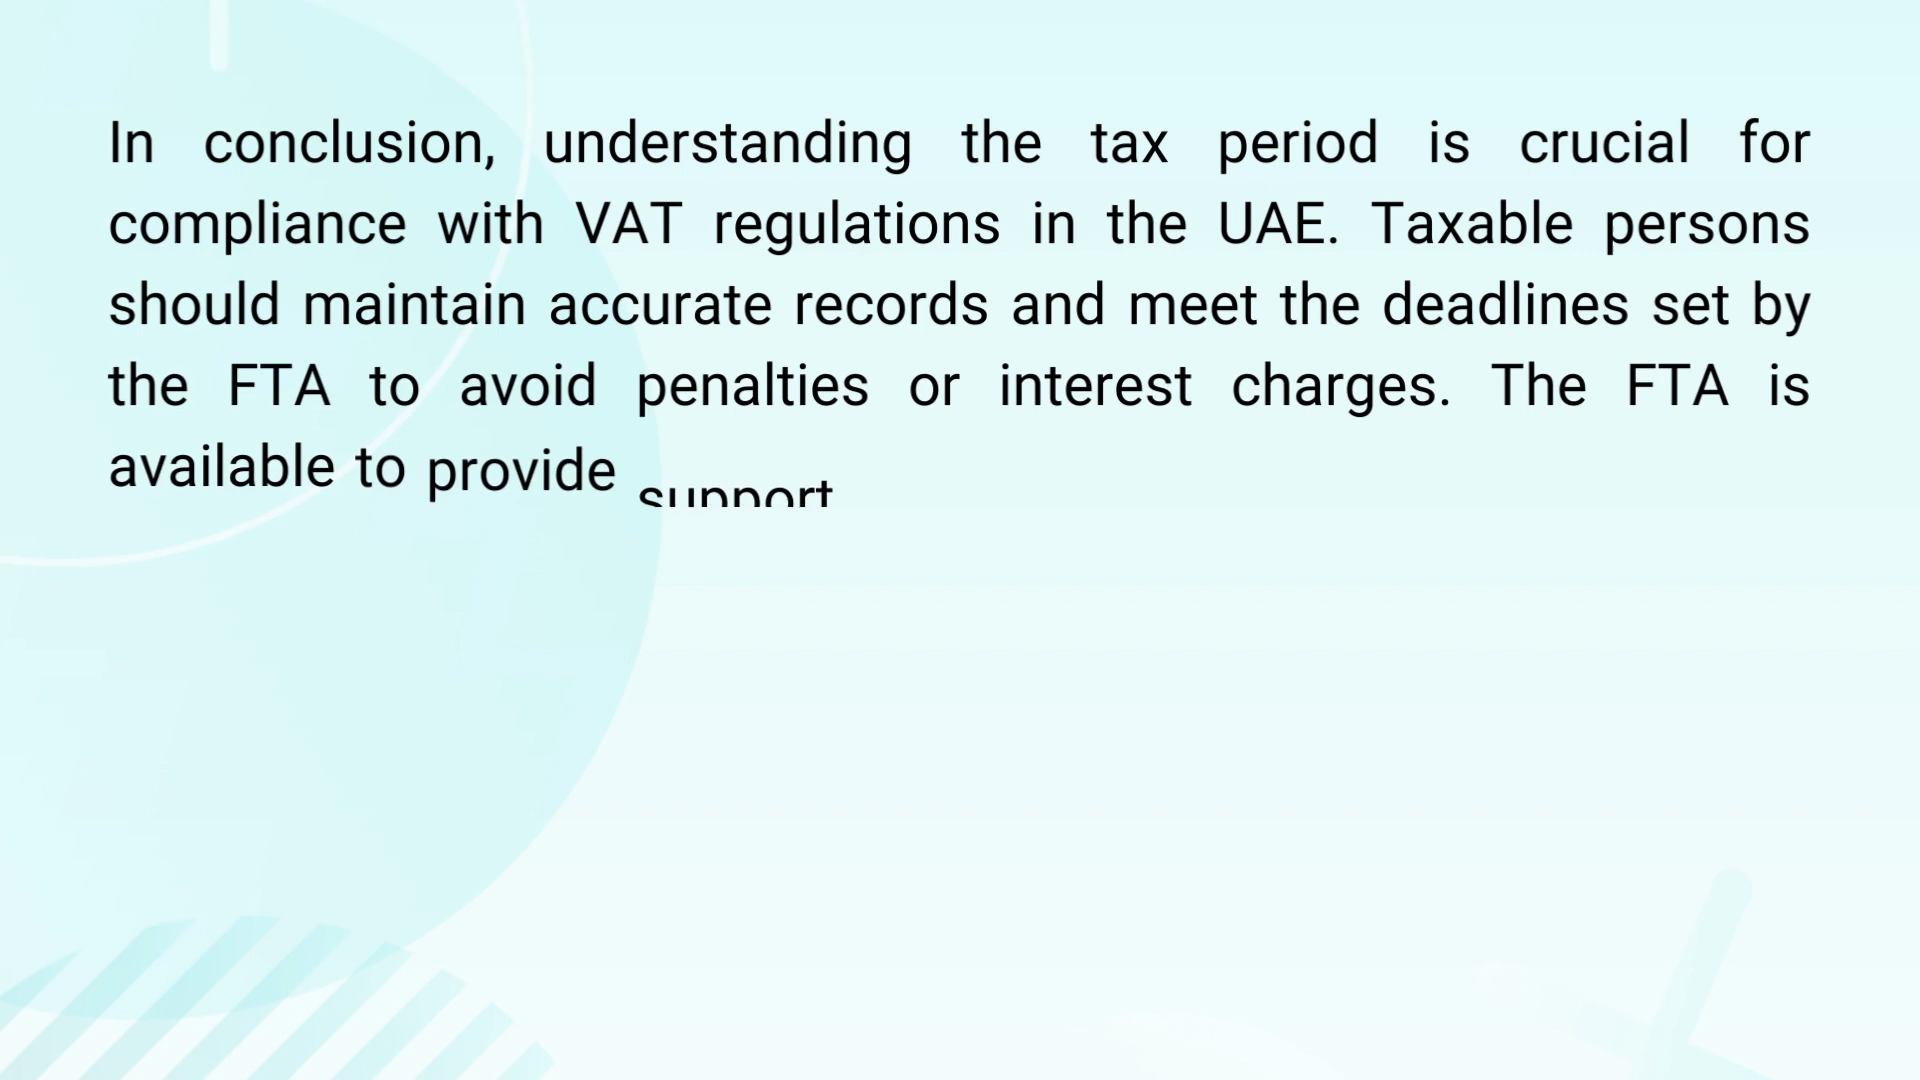 In conclusion, understanding the tax period is crucial for
compliance with VAT regulations in the UAE. Taxable persons
should maintain accurate records and meet the deadlines set by
the FTA to avoid penalties or interest charges. The FTA is
available to provide support